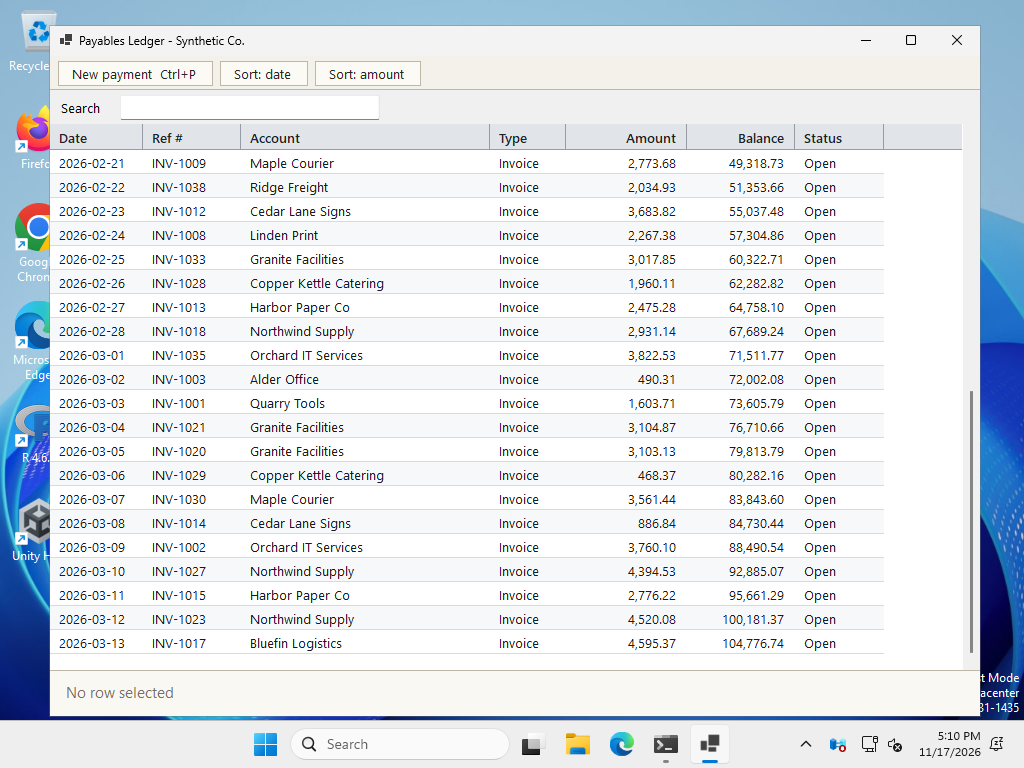 Recycle
Firefo
Goog
Chron
Micros
Edge
R 4.6.
Unity H
Payables Ledger - Synthetic Co.
New payment Ctrl+P
Sort: date
Sort: amount
Search
Date Ref # Account Type Amount Balance Status
2026-02-21 INV-1009 Maple Courier Invoice 2,773.68 49,318.73 Open
2026-02-22 INV-1038 Ridge Freight Invoice 2,034.93 51,353.66 Open
2026-02-23 INV-1012 Cedar Lane Signs Invoice 3,683.82 55,037.48 Open
2026-02-24 INV-1008 Linden Print Invoice 2,267.38 57,304.86 Open
2026-02-25 INV-1033 Granite Facilities Invoice 3,017.85 60,322.71 Open
2026-02-26 INV-1028 Copper Kettle Catering Invoice 1,960.11 62,282.82 Open
2026-02-27 INV-1013 Harbor Paper Co Invoice 2,475.28 64,758.10 Open
2026-02-28 INV-1018 Northwind Supply Invoice 2,931.14 67,689.24 Open
2026-03-01 INV-1035 Orchard IT Services Invoice 3,822.53 71,511.77 Open
2026-03-02 INV-1003 Alder Office Invoice 490.31 72,002.08 Open
2026-03-03 INV-1001 Quarry Tools Invoice 1,603.71 73,605.79 Open
2026-03-04 INV-1021 Granite Facilities Invoice 3,104.87 76,710.66 Open
2026-03-05 INV-1020 Granite Facilities Invoice 3,103.13 79,813.79 Open
2026-03-06 INV-1029 Copper Kettle Catering Invoice 468.37 80,282.16 Open
2026-03-07 INV-1030 Maple Courier Invoice 3,561.44 83,843.60 Open
2026-03-08 INV-1014 Cedar Lane Signs Invoice 886.84 84,730.44 Open
2026-03-09 INV-1002 Orchard IT Services Invoice 3,760.10 88,490.54 Open
2026-03-10 INV-1027 Northwind Supply Invoice 4,394.53 92,885.07 Open
2026-03-11 INV-1015 Harbor Paper Co Invoice 2,776.22 95,661.29 Open
2026-03-12 INV-1023 Northwind Supply Invoice 4,520.08 100,181.37 Open
2026-03-13 INV-1017 Bluefin Logistics Invoice 4,595.37 104,776.74 Open
No row selected
t Mode
acenter
31-1435
Search
5:10 PM
11/17/2026